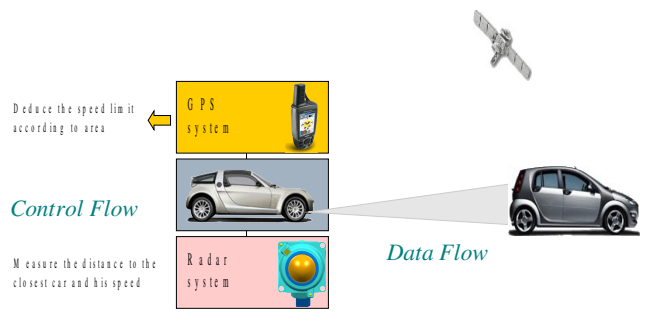 Deduce the speed limit
according to area
GPS
system
Control Flow
Data Flow
Measure the distance to the
closest car and his speed
Radar
system